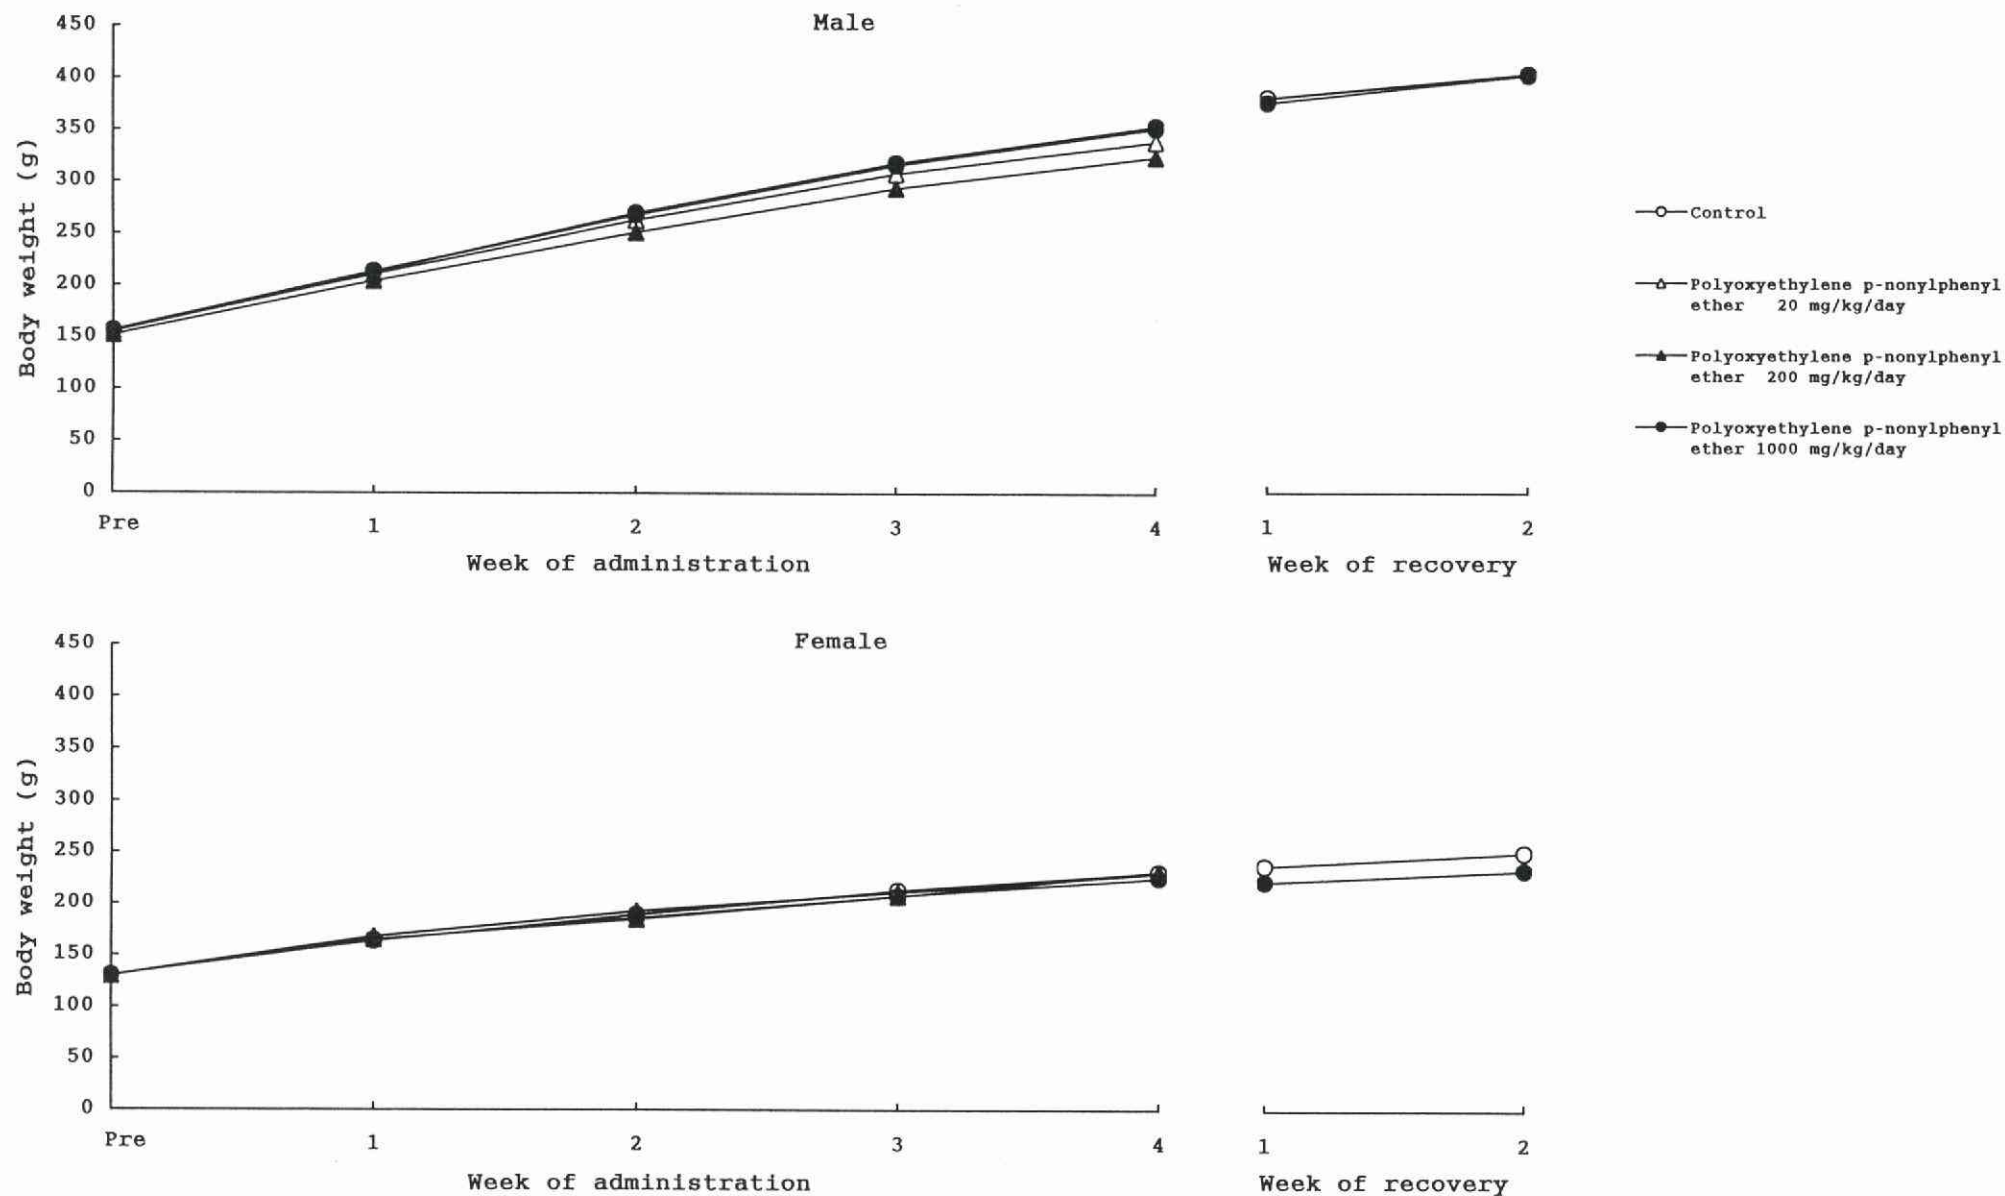 Male
450
400
350
300
250
200
150
100
50
0
Body weight (g)
Pre 1 2 3 4 1 2
Week of administration Week of recovery
Control
Polyoxyethylene p-nonylphenyl
ether 20 mg/kg/day
Polyoxyethylene p-nonylphenyl
ether 200 mg/kg/day
Polyoxyethylene p-nonylphenyl
ether 1000 mg/kg/day
Female
450
400
350
300
250
200
150
100
50
0
Body weight (g)
Pre 1 2 3 4 1 2
Week of administration Week of recovery